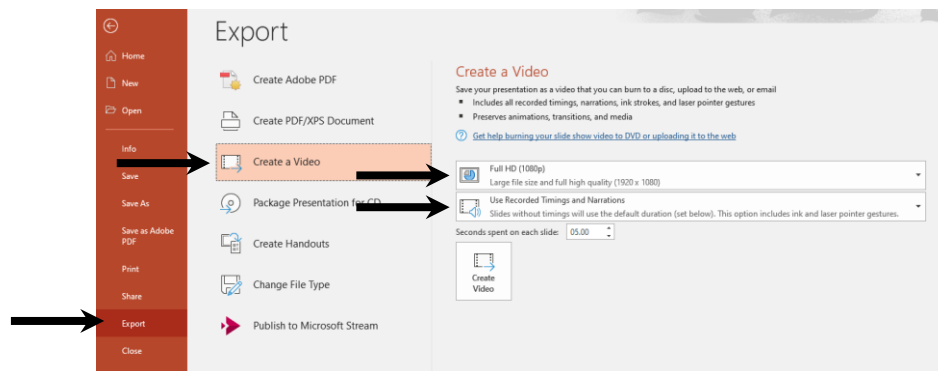 Export
Home
New
Open
Info
Save
Save As
Save as Adobe
PDF
Print
Share
Export
Close
Create Adobe PDF
Create PDF/XPS Document
Create a Video
Package Presentation for CD
Create Handouts
Change File Type
Publish to Microsoft Stream
Create a Video
Save your presentation as a video that you can burn to a disc, upload to the web, or email
Includes all recorded timings, narrations, ink strokes, and laser pointer gestures
Preserves animations, transitions, and media
Get help burning your slide show video to DVD or uploading it to the web
Full HD (1080p)
Large file size and full high quality (1920 x 1080)
Use Recorded Timings and Narrations
Slides without timings will use the default duration (set below). This option includes ink and laser pointer gestures.
Seconds spent on each slide: 05.00
Create
Video